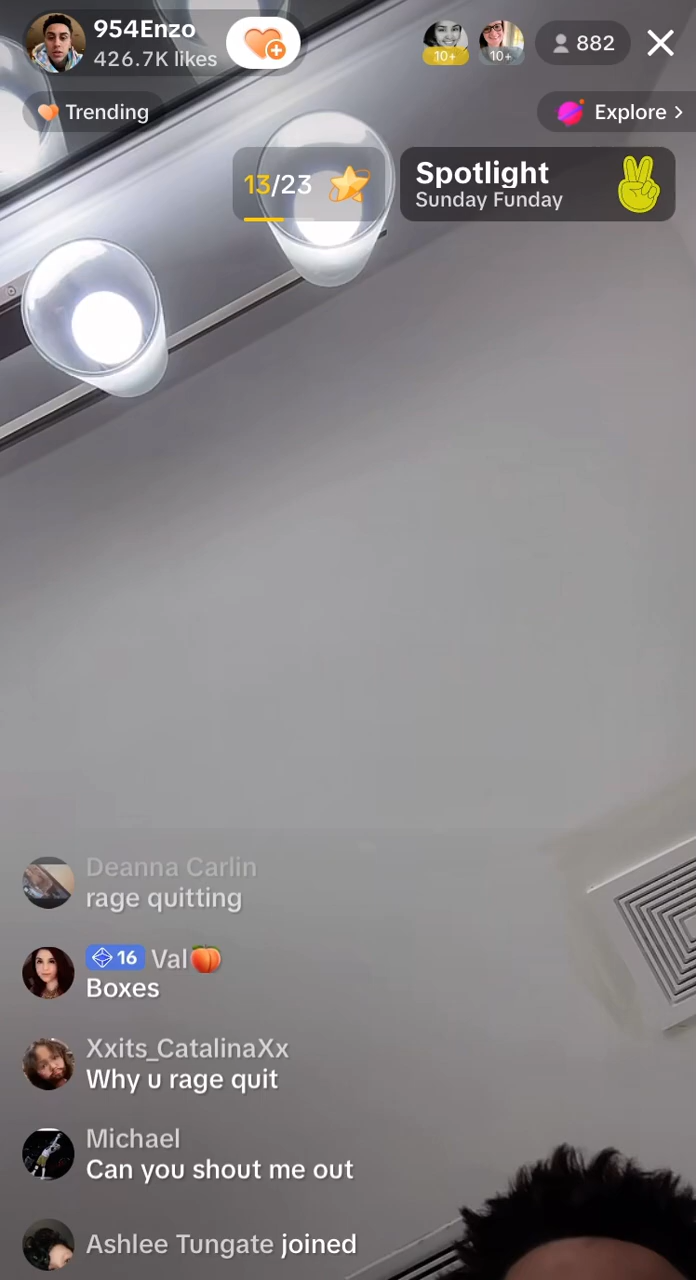 954Enzo
426.7K likes
10+
10+
882
Trending
Explore >
13/23
Spotlight
Sunday Funday
Deanna Carlin
rage quitting
16 Val🍑
Boxes
Xxits_CatalinaXx
Why u rage quit
Michael
Can you shout me out
Ashlee Tungate joined